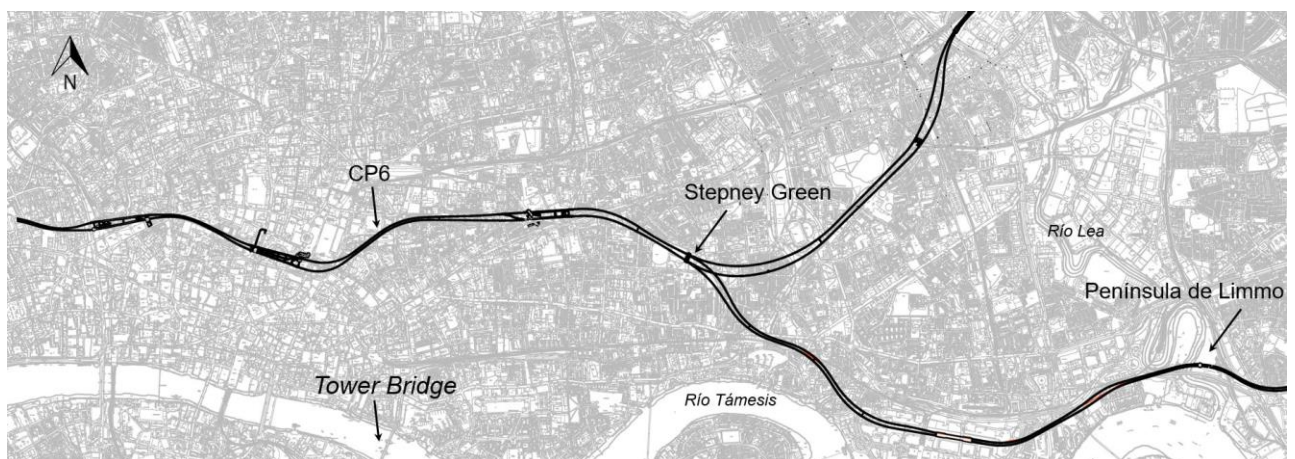 N
CP6
Stepney Green
Río Lea
Península de Limmo
Tower Bridge
Río Támesis